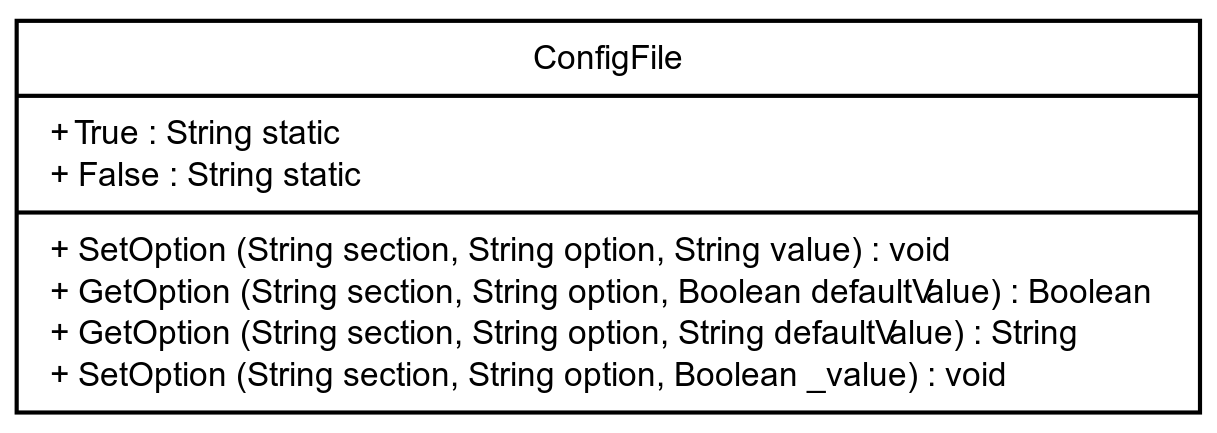 ConfigFile
+ True : String static
+ False : String static
+ SetOption (String section, String option, String value) : void
+ GetOption (String section, String option, Boolean defaultValue) : Boolean
+ GetOption (String section, String option, String defaultValue) : String
+ SetOption (String section, String option, Boolean _value) : void